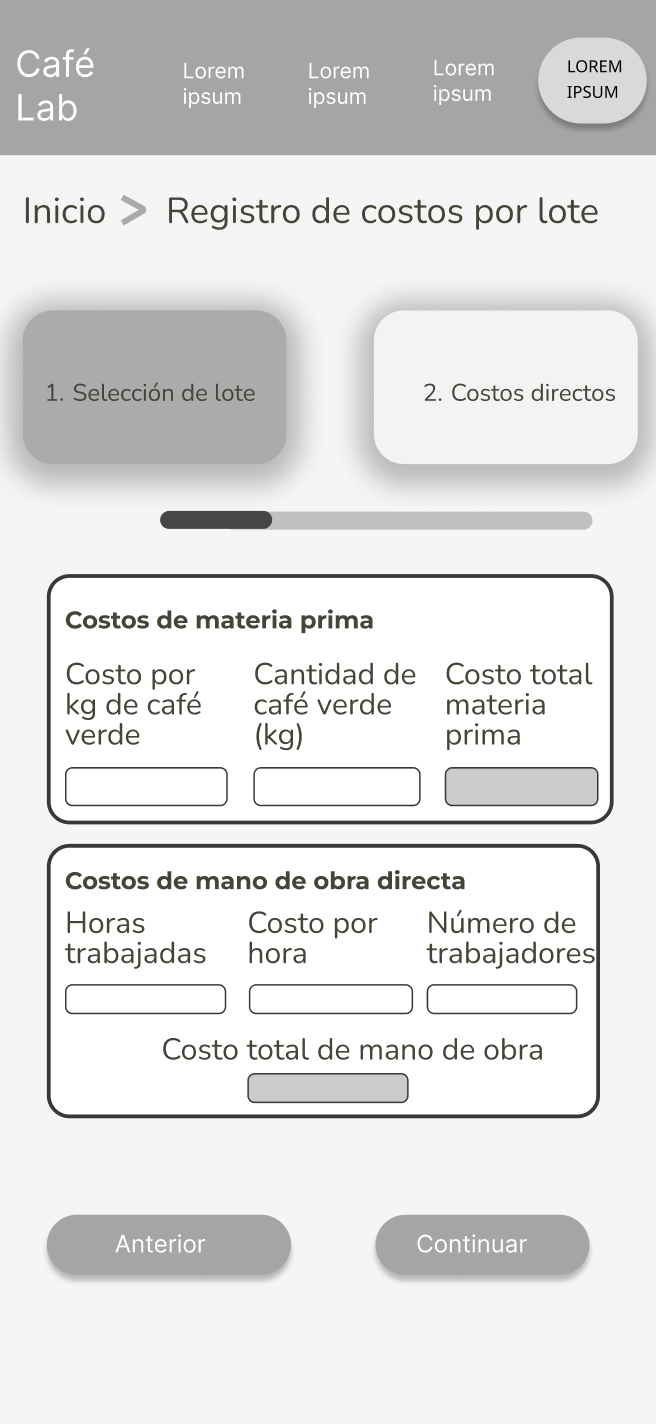 Café
Lab
Lorem
ipsum
Lorem
ipsum
Lorem
ipsum
LOREM
IPSUM
Inicio > Registro de costos por lote
1. Selección de lote
2. Costos directos
Costos de materia prima
Costo por
kg de café
verde
Cantidad de
café verde
(kg)
Costo total
materia
prima
Costos de mano de obra directa
Horas
trabajadas
Costo por
hora
Número de
trabajadores
Costo total de mano de obra
Anterior
Continuar